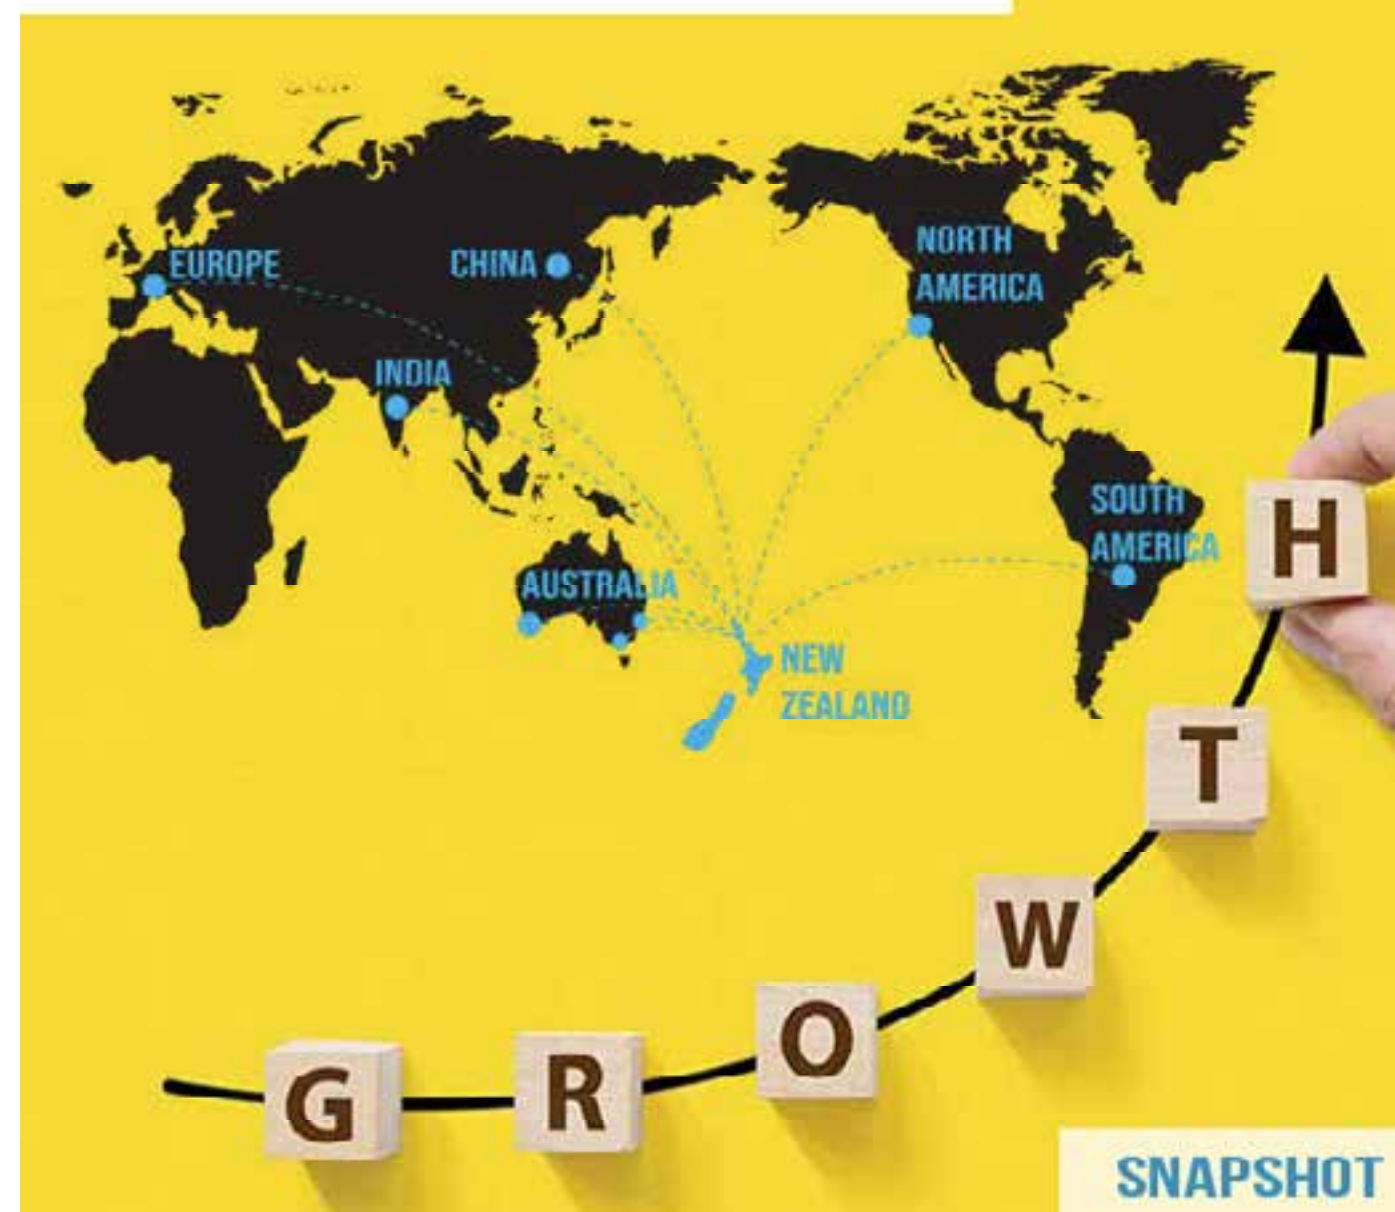 EUROPE
CHINA
NORTH
AMERICA
INDIA
SOUTH
AMERICA
AUSTRALIA
NEW
ZEALAND
G R O W T H
SNAPSHOT